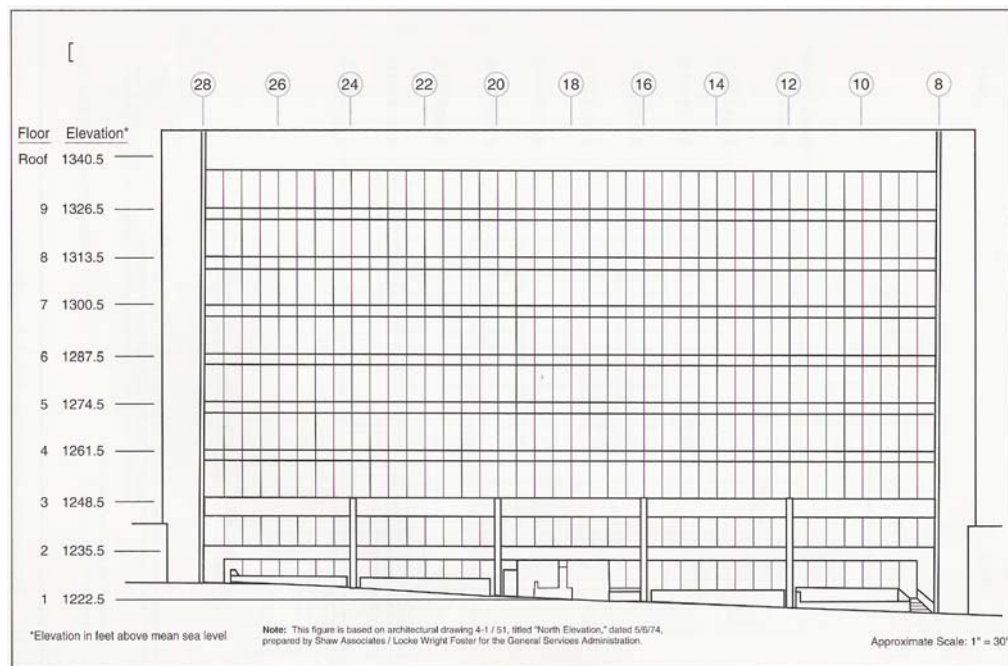 [
28 26 24 22 20 18 16 14 12 10 8
Floor Elevation*
Roof 1340.5
9 1326.5
8 1313.5
7 1300.5
6 1287.5
5 1274.5
4 1261.5
3 1248.5
2 1235.5
1 1222.5
*Elevation in feet above mean sea level
Note: This figure is based on architectural drawing 4-1 / 51, titled "North Elevation," dated 5/6/74,
prepared by Shaw Associates / Locke Wright Foster for the General Services Administration.
Approximate Scale: 1" = 30'